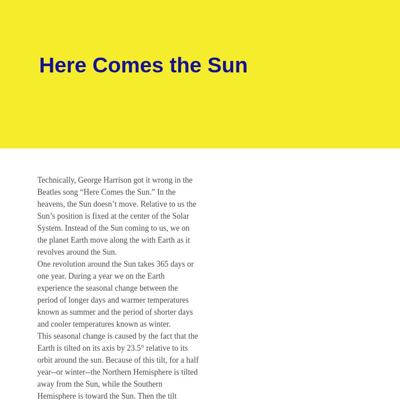 Here Comes the Sun
Technically, George Harrison got it wrong in the
Beatles song “Here Comes the Sun.” In the
heavens, the Sun doesn’t move. Relative to us the
Sun’s position is fixed at the center of the Solar
System. Instead of the Sun coming to us, we on
the planet Earth move along the with Earth as it
revolves around the Sun.
One revolution around the Sun takes 365 days or
one year. During a year we on the Earth
experience the seasonal change between the
period of longer days and warmer temperatures
known as summer and the period of shorter days
and cooler temperatures known as winter.
This seasonal change is caused by the fact that the
Earth is tilted on its axis by 23.5° relative to its
orbit around the sun. Because of this tilt, for a half
year--or winter--the Northern Hemisphere is tilted
away from the Sun, while the Southern
Hemisphere is toward the Sun. Then the tilt